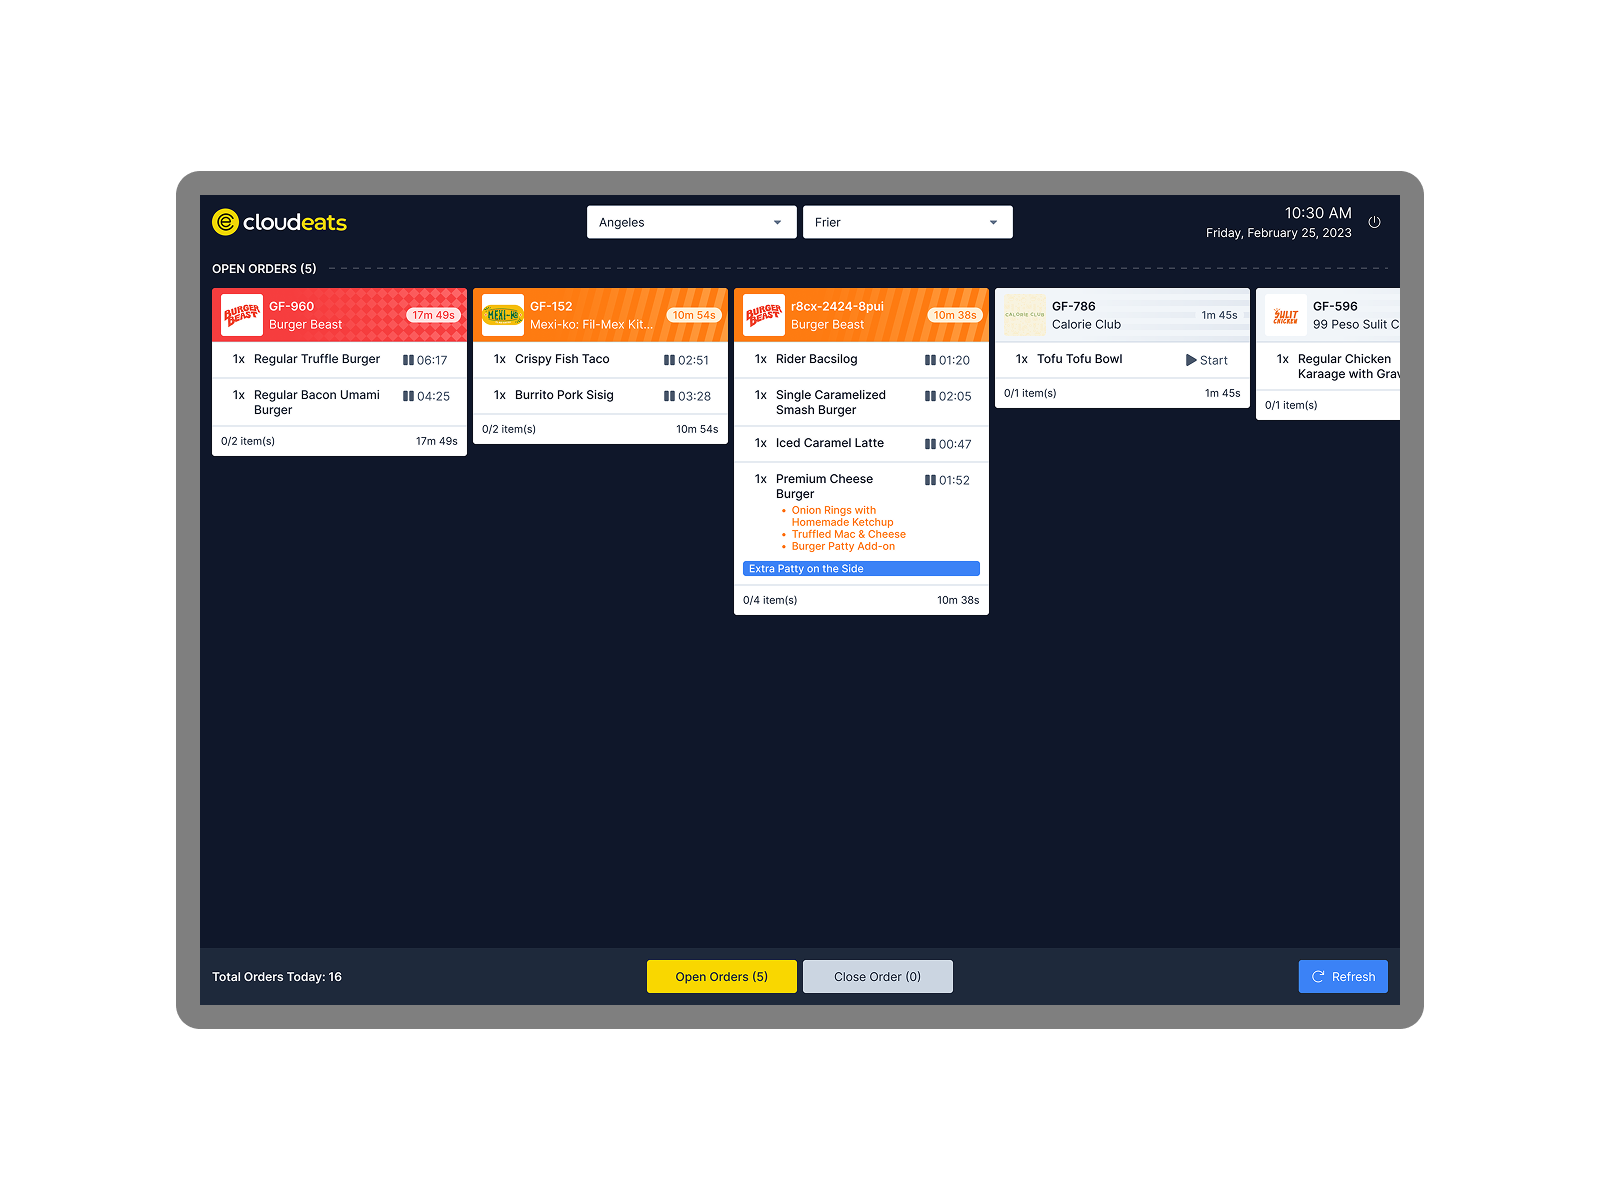 cloudeats
Angeles
Frier
10:30 AM
Friday, February 25, 2023
OPEN ORDERS (5)
BURGER
BEAST
GF-960
Burger Beast
17m 49s
1x Regular Truffle Burger 06:17
1x Regular Bacon Umami 04:25
Burger
0/2 item(s) 17m 49s
MEXI-KO
GF-152
Mexi-ko: Fil-Mex Kit...
10m 54s
1x Crispy Fish Taco 02:51
1x Burrito Pork Sisig 03:28
0/2 item(s) 10m 54s
BURGER
BEAST
r8cx-2424-8pui
Burger Beast
10m 38s
1x Rider Bacsilog 01:20
1x Single Caramelized 02:05
Smash Burger
1x Iced Caramel Latte 00:47
1x Premium Cheese 01:52
Burger
• Onion Rings with
Homemade Ketchup
• Truffled Mac & Cheese
• Burger Patty Add-on
Extra Patty on the Side
0/4 item(s) 10m 38s
CALORIE CLUB
GF-786
Calorie Club
1m 45s
1x Tofu Tofu Bowl Start
0/1 item(s) 1m 45s
SULIT
CHICKEN
GF-596
99 Peso Sulit C
1x Regular Chicken
Karaage with Grav
0/1 item(s)
Total Orders Today: 16
Open Orders (5)
Close Order (0)
Refresh